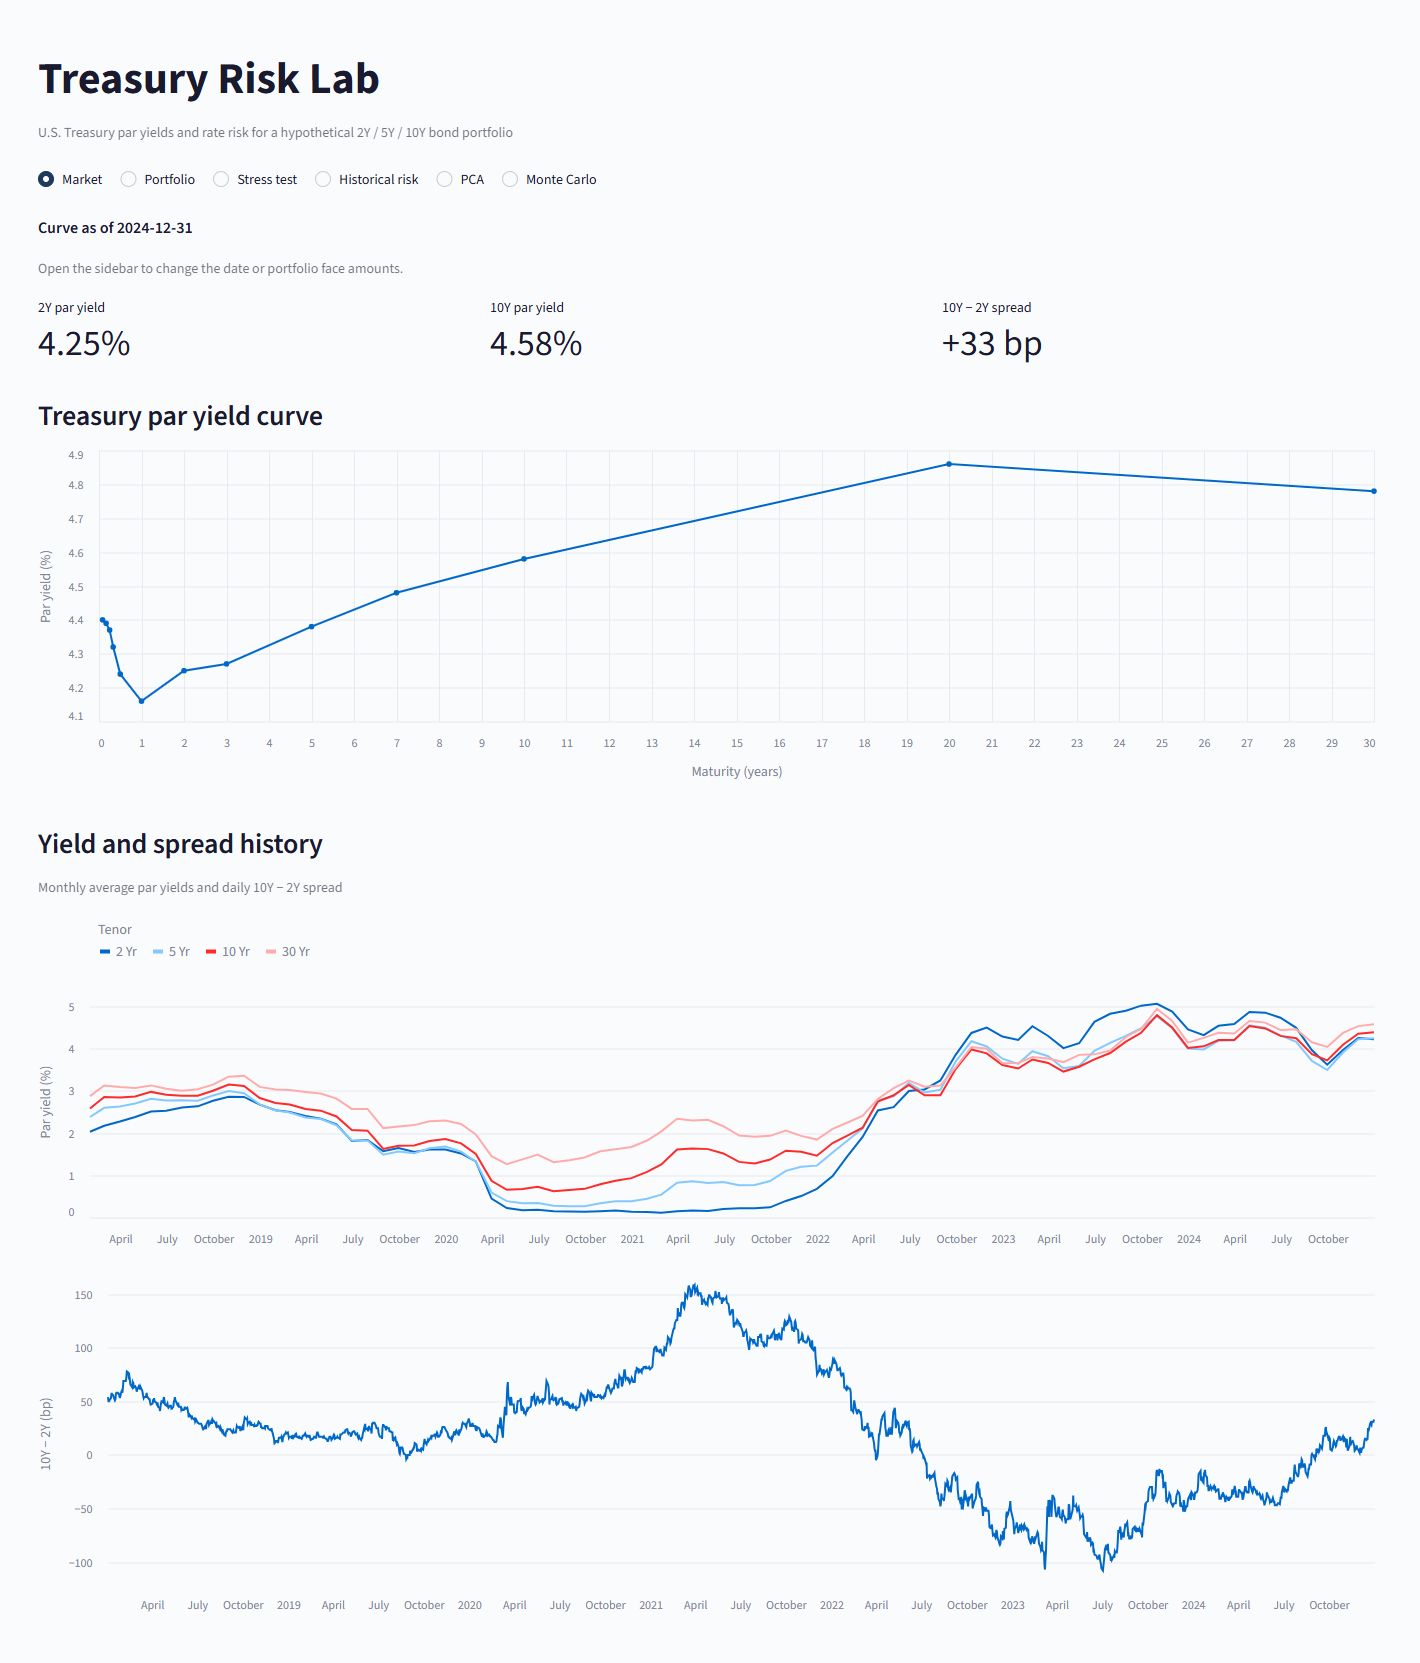 Treasury Risk Lab
U.S. Treasury par yields and rate risk for a hypothetical 2Y / 5Y / 10Y bond portfolio
Market Portfolio Stress test Historical risk PCA Monte Carlo
Curve as of 2024-12-31
Open the sidebar to change the date or portfolio face amounts.
2Y par yield 10Y par yield 10Y − 2Y spread
4.25% 4.58% +33 bp
Treasury par yield curve
Par yield (%)
4.9
4.8
4.7
4.6
4.5
4.4
4.3
4.2
4.1
0 1 2 3 4 5 6 7 8 9 10 11 12 13 14 15 16 17 18 19 20 21 22 23 24 25 26 27 28 29 30
Maturity (years)
Yield and spread history
Monthly average par yields and daily 10Y − 2Y spread
Tenor
2 Yr 5 Yr 10 Yr 30 Yr
Par yield (%)
5
4
3
2
1
0
April July October 2019 April July October 2020 April July October 2021 April July October 2022 April July October 2023 April July October 2024 April July October
10Y − 2Y (bp)
150
100
50
0
−50
−100
April July October 2019 April July October 2020 April July October 2021 April July October 2022 April July October 2023 April July October 2024 April July October